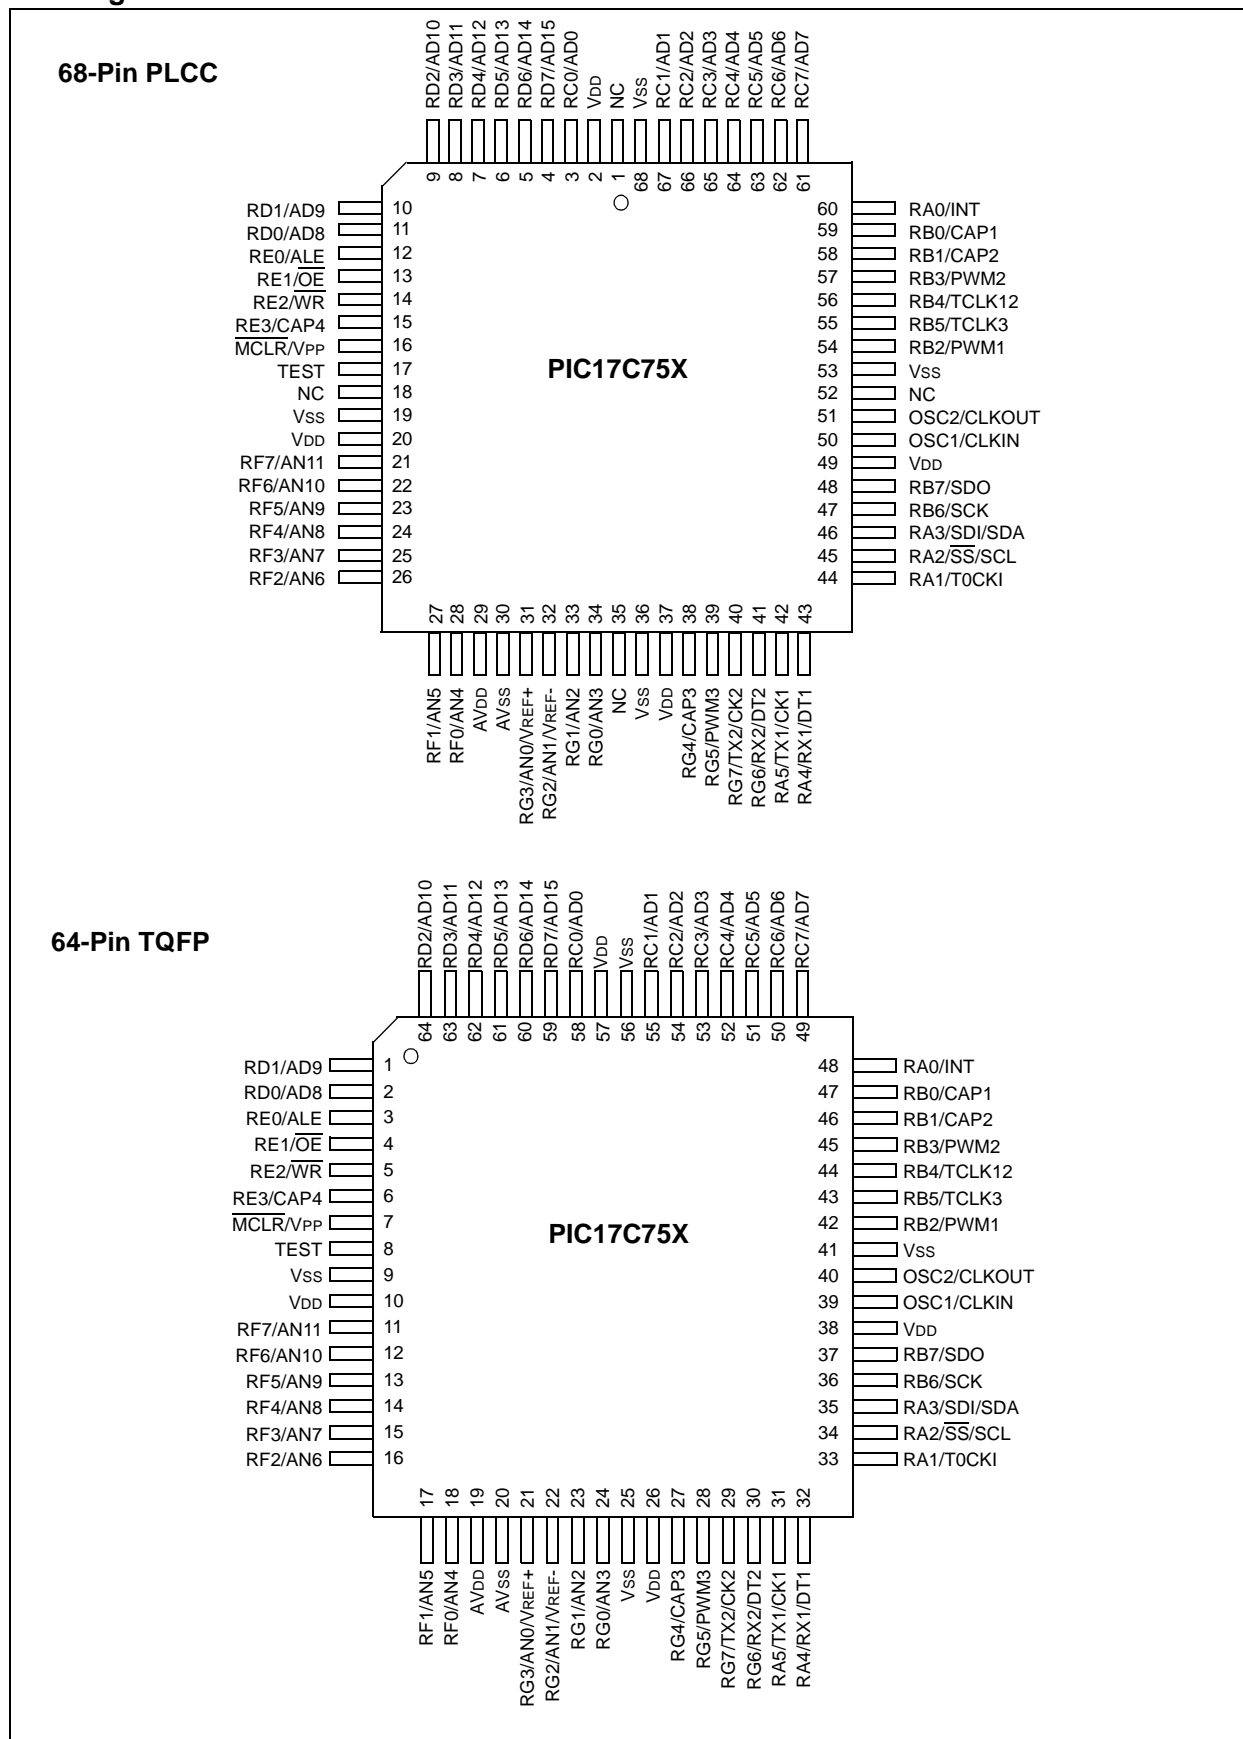 68-Pin PLCC
RD2/AD10
RD3/AD11
RD4/AD12
RD5/AD13
RD6/AD14
RD7/AD15
RC0/AD0
VDD
NC
VSS
RC1/AD1
RC2/AD2
RC3/AD3
RC4/AD4
RC5/AD5
RC6/AD6
RC7/AD7
9 8 7 6 5 4 3 2 1 68 67 66 65 64 63 62 61
RD1/AD9 10
RD0/AD8 11
RE0/ALE 12
RE1/OE 13
RE2/WR 14
RE3/CAP4 15
MCLR/VPP 16
TEST 17
NC 18
VSS 19
VDD 20
RF7/AN11 21
RF6/AN10 22
RF5/AN9 23
RF4/AN8 24
RF3/AN7 25
RF2/AN6 26
PIC17C75X
60 RA0/INT
59 RB0/CAP1
58 RB1/CAP2
57 RB3/PWM2
56 RB4/TCLK12
55 RB5/TCLK3
54 RB2/PWM1
53 VSS
52 NC
51 OSC2/CLKOUT
50 OSC1/CLKIN
49 VDD
48 RB7/SDO
47 RB6/SCK
46 RA3/SDI/SDA
45 RA2/SS/SCL
44 RA1/T0CKI
27 28 29 30 31 32 33 34 35 36 37 38 39 40 41 42 43
RF1/AN5
RF0/AN4
AVDD
AVSS
RG3/AN0/VREF+
RG2/AN1/VREF-
RG1/AN2
RG0/AN3
NC
VSS
VDD
RG4/CAP3
RG5/PWM3
RG7/TX2/CK2
RG6/RX2/DT2
RA5/TX1/CK1
RA4/RX1/DT1
64-Pin TQFP
RD2/AD10
RD3/AD11
RD4/AD12
RD5/AD13
RD6/AD14
RD7/AD15
RC0/AD0
VDD
VSS
RC1/AD1
RC2/AD2
RC3/AD3
RC4/AD4
RC5/AD5
RC6/AD6
RC7/AD7
64 63 62 61 60 59 58 57 56 55 54 53 52 51 50 49
RD1/AD9 1
RD0/AD8 2
RE0/ALE 3
RE1/OE 4
RE2/WR 5
RE3/CAP4 6
MCLR/VPP 7
TEST 8
VSS 9
VDD 10
RF7/AN11 11
RF6/AN10 12
RF5/AN9 13
RF4/AN8 14
RF3/AN7 15
RF2/AN6 16
PIC17C75X
48 RA0/INT
47 RB0/CAP1
46 RB1/CAP2
45 RB3/PWM2
44 RB4/TCLK12
43 RB5/TCLK3
42 RB2/PWM1
41 VSS
40 OSC2/CLKOUT
39 OSC1/CLKIN
38 VDD
37 RB7/SDO
36 RB6/SCK
35 RA3/SDI/SDA
34 RA2/SS/SCL
33 RA1/T0CKI
17 18 19 20 21 22 23 24 25 26 27 28 29 30 31 32
RF1/AN5
RF0/AN4
AVDD
AVSS
RG3/AN0/VREF+
RG2/AN1/VREF-
RG1/AN2
RG0/AN3
VSS
VDD
RG4/CAP3
RG5/PWM3
RG7/TX2/CK2
RG6/RX2/DT2
RA5/TX1/CK1
RA4/RX1/DT1